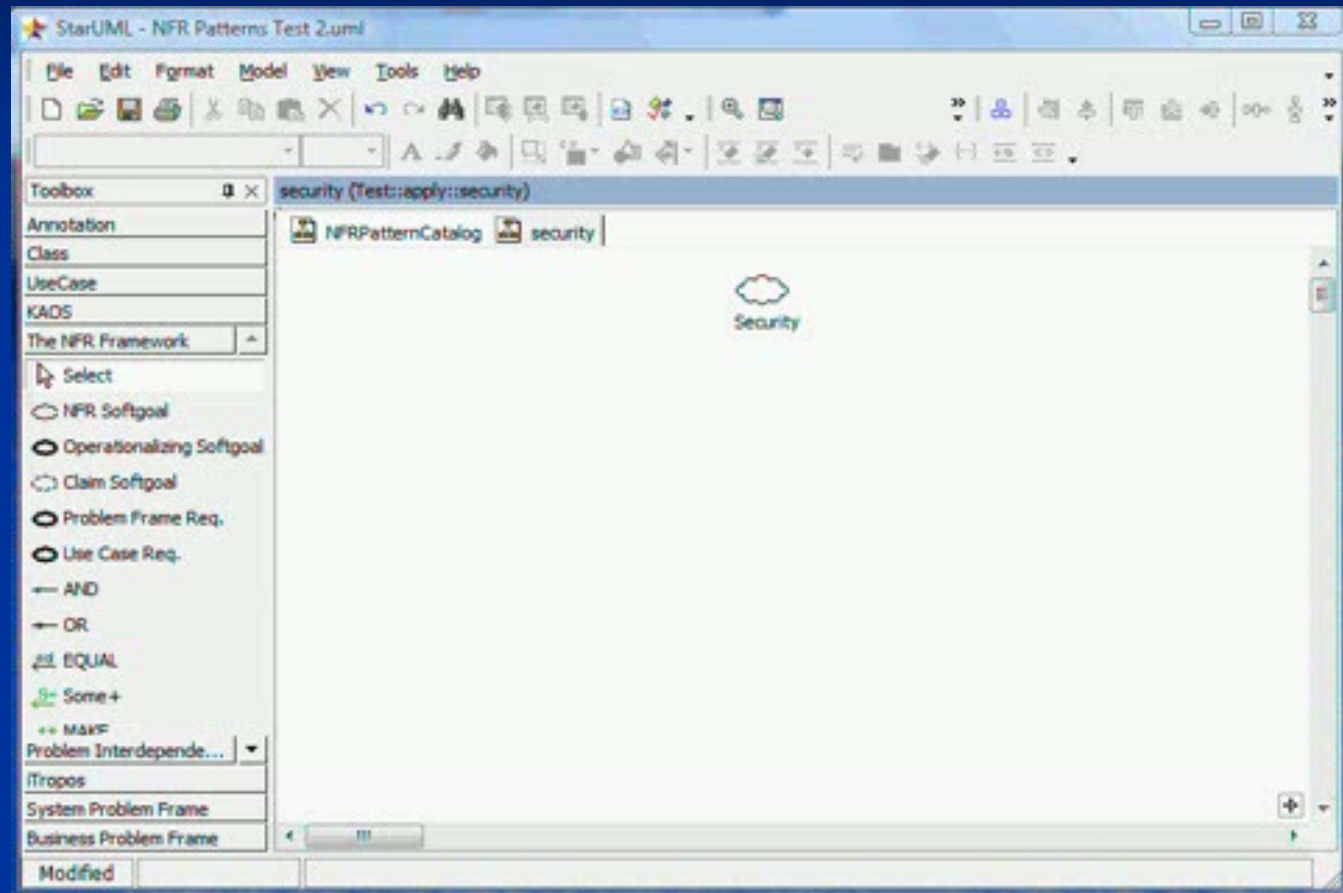 StarUML - NFR Patterns Test 2.uml
File Edit Format Model View Tools Help
Toolbox
security (Test::apply::security)
Annotation
NFRPatternCatalog security
Class
UseCase
KAOS
The NFR Framework
Select
NFR Softgoal
Operationalizing Softgoal
Claim Softgoal
Problem Frame Req.
Use Case Req.
AND
OR
EQUAL
Some+
MAKE
Problem Interdepende...
iTropos
System Problem Frame
Business Problem Frame
Security
Modified